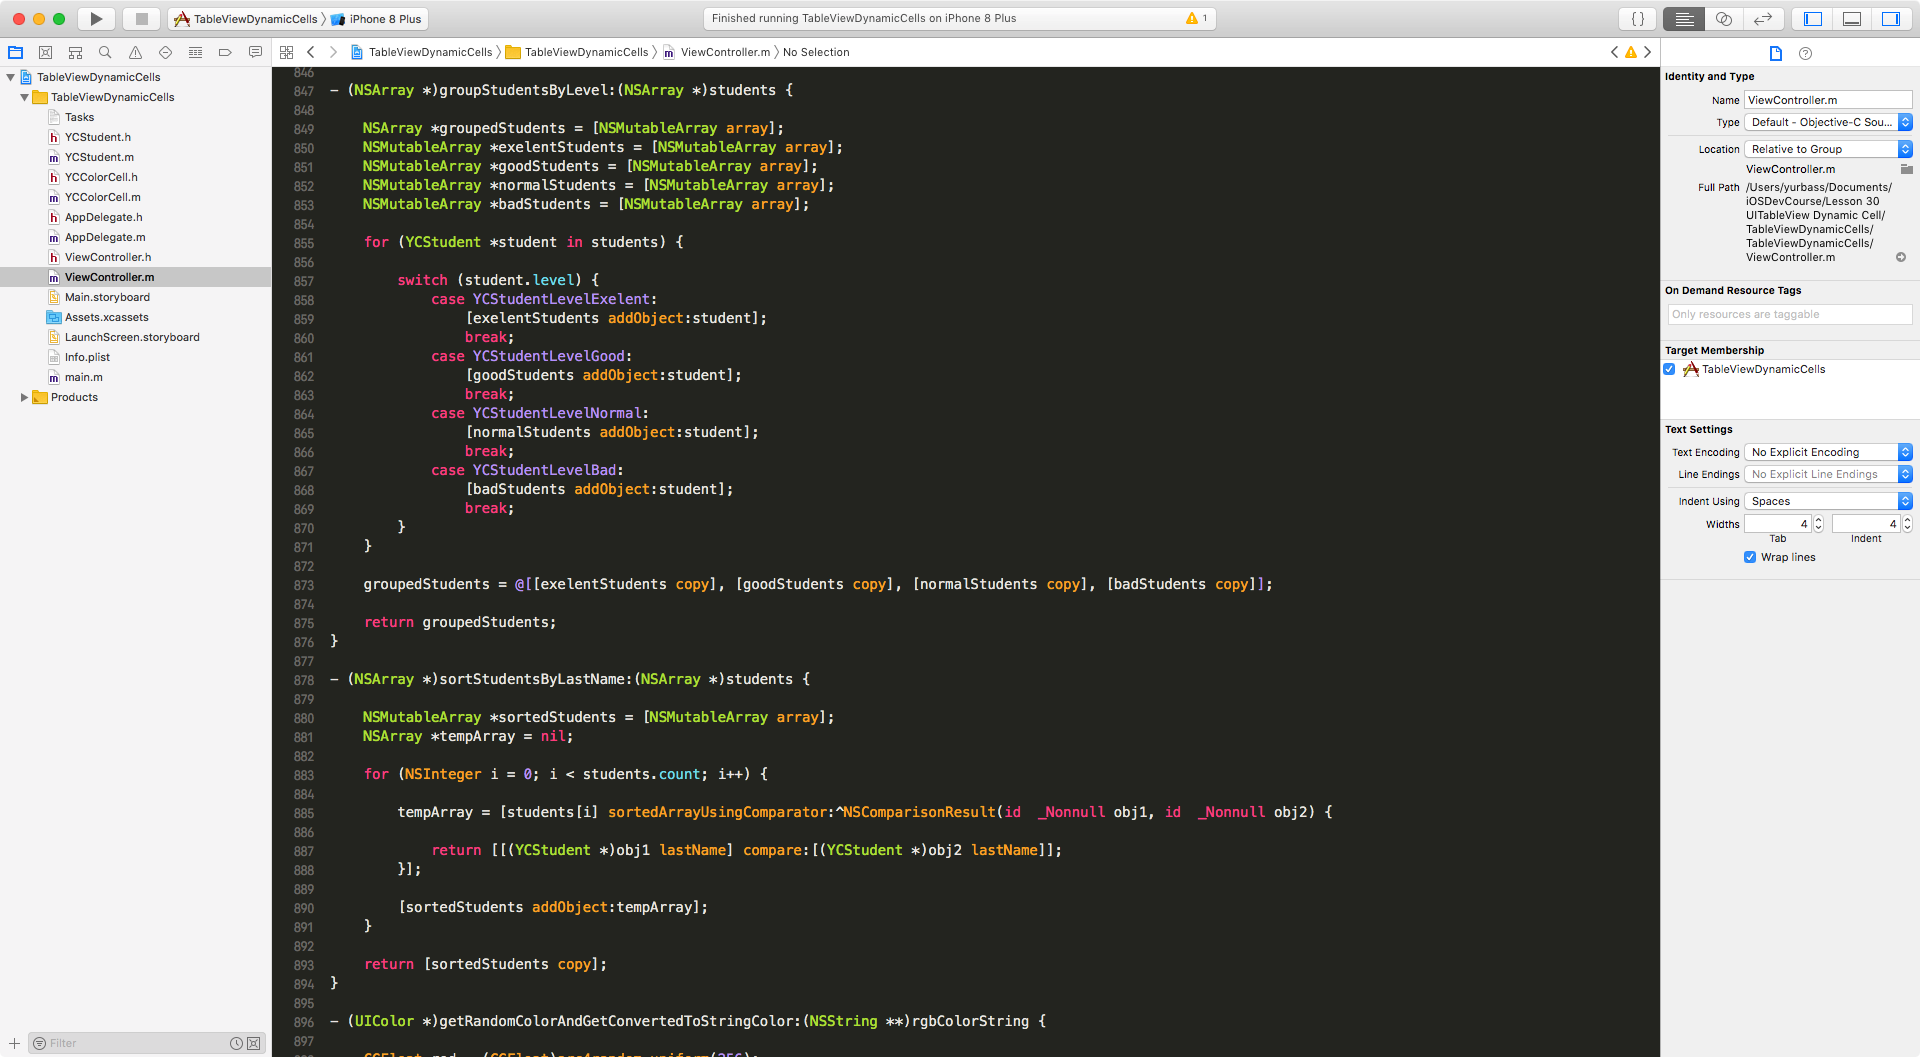 TableViewDynamicCells
iPhone 8 Plus
Finished running TableViewDynamicCells on iPhone 8 Plus
1
{}
TableViewDynamicCells
TableViewDynamicCells
ViewController.m
No Selection
TableViewDynamicCells
TableViewDynamicCells
Tasks
YCStudent.h
YCStudent.m
YCColorCell.h
YCColorCell.m
AppDelegate.h
AppDelegate.m
ViewController.h
ViewController.m
Main.storyboard
Assets.xcassets
LaunchScreen.storyboard
Info.plist
main.m
Products
Filter
846
847 - (NSArray *)groupStudentsByLevel:(NSArray *)students {
848
849 NSArray *groupedStudents = [NSMutableArray array];
850 NSMutableArray *exelentStudents = [NSMutableArray array];
851 NSMutableArray *goodStudents = [NSMutableArray array];
852 NSMutableArray *normalStudents = [NSMutableArray array];
853 NSMutableArray *badStudents = [NSMutableArray array];
854
855 for (YCStudent *student in students) {
856
857 switch (student.level) {
858 case YCStudentLevelExelent:
859 [exelentStudents addObject:student];
860 break;
861 case YCStudentLevelGood:
862 [goodStudents addObject:student];
863 break;
864 case YCStudentLevelNormal:
865 [normalStudents addObject:student];
866 break;
867 case YCStudentLevelBad:
868 [badStudents addObject:student];
869 break;
870 }
871 }
872
873 groupedStudents = @[[exelentStudents copy], [goodStudents copy], [normalStudents copy], [badStudents copy]];
874
875 return groupedStudents;
876 }
877
878 - (NSArray *)sortStudentsByLastName:(NSArray *)students {
879
880 NSMutableArray *sortedStudents = [NSMutableArray array];
881 NSArray *tempArray = nil;
882
883 for (NSInteger i = 0; i < students.count; i++) {
884
885 tempArray = [students[i] sortedArrayUsingComparator:^NSComparisonResult(id  _Nonnull obj1, id  _Nonnull obj2) {
886
887 return [[(YCStudent *)obj1 lastName] compare:[(YCStudent *)obj2 lastName]];
888 }];
889
890 [sortedStudents addObject:tempArray];
891 }
892
893 return [sortedStudents copy];
894 }
895
896 - (UIColor *)getRandomColorAndGetConvertedToStringColor:(NSString **)rgbColorString {
897
Identity and Type
Name ViewController.m
Type Default - Objective-C Sou...
Location Relative to Group
ViewController.m
Full Path /Users/yurbass/Documents/
iOSDevCourse/Lesson 30
UITableView Dynamic Cell/
TableViewDynamicCells/
TableViewDynamicCells/
ViewController.m
On Demand Resource Tags
Only resources are taggable
Target Membership
TableViewDynamicCells
Text Settings
Text Encoding No Explicit Encoding
Line Endings No Explicit Line Endings
Indent Using Spaces
Widths 4 4
Tab Indent
Wrap lines